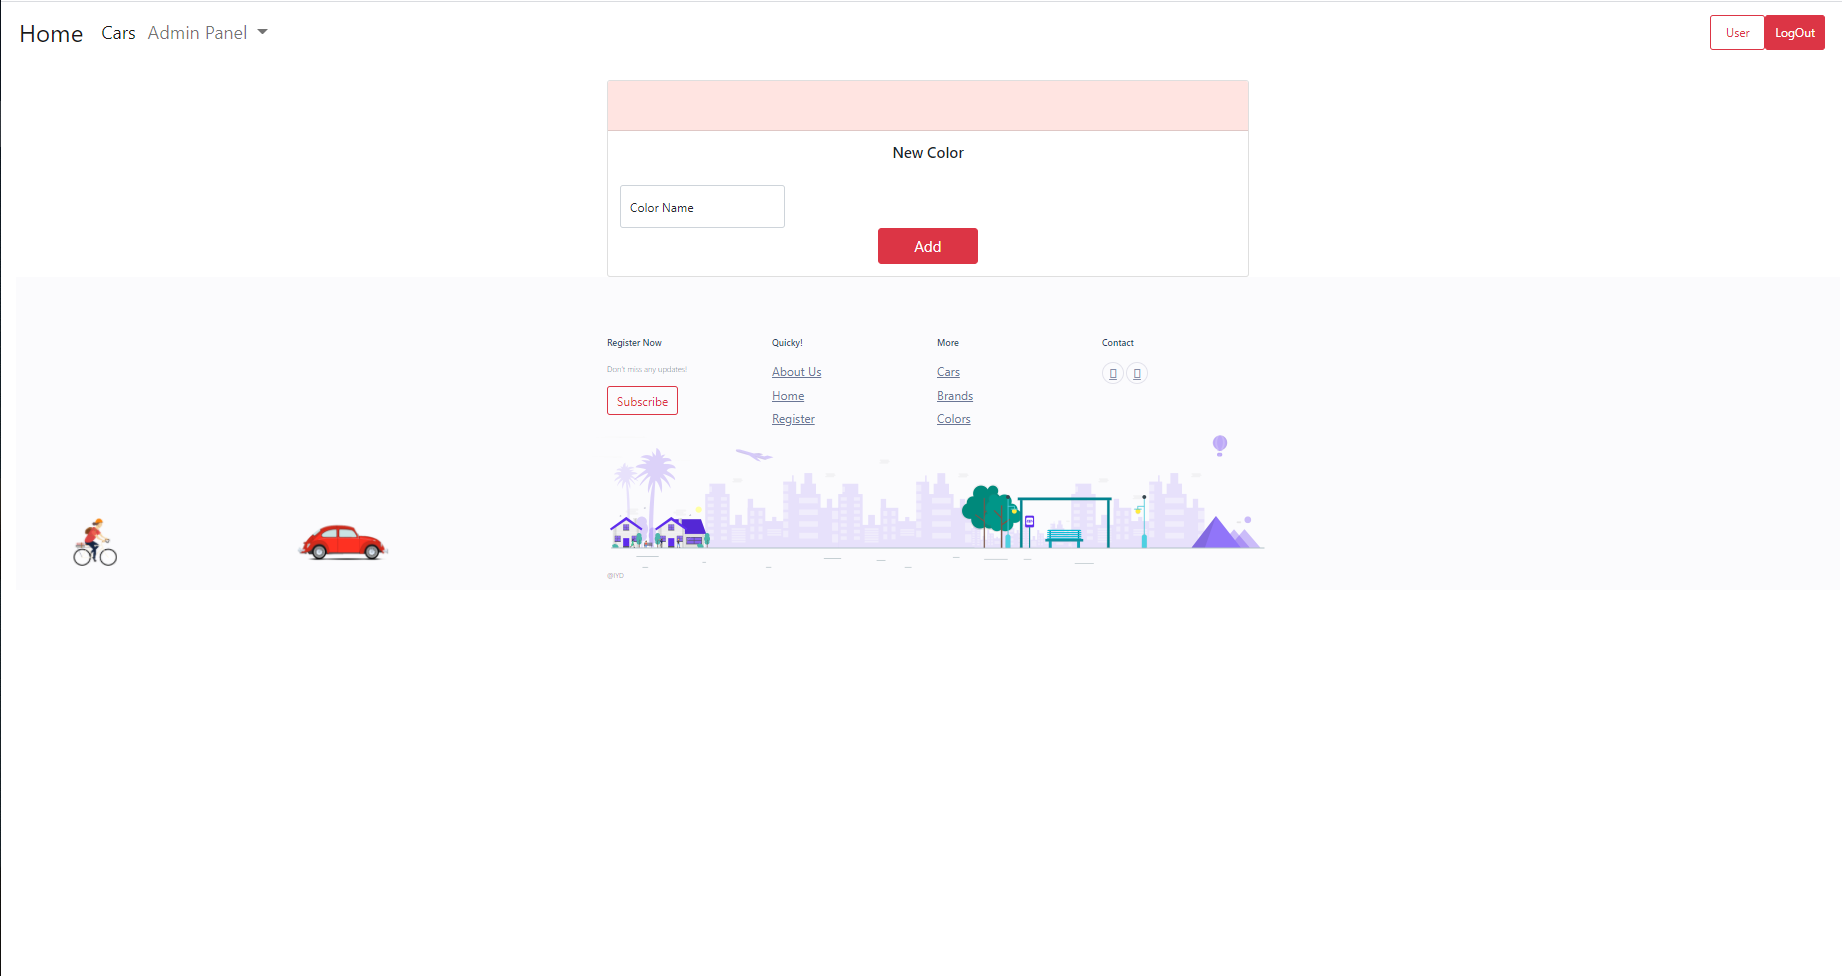 Home Cars Admin Panel User LogOut
New Color
Color Name
Add
Register Now
Don't miss any updates!
Subscribe
Quicky!
About Us
Home
Register
More
Cars
Brands
Colors
Contact
@IYD